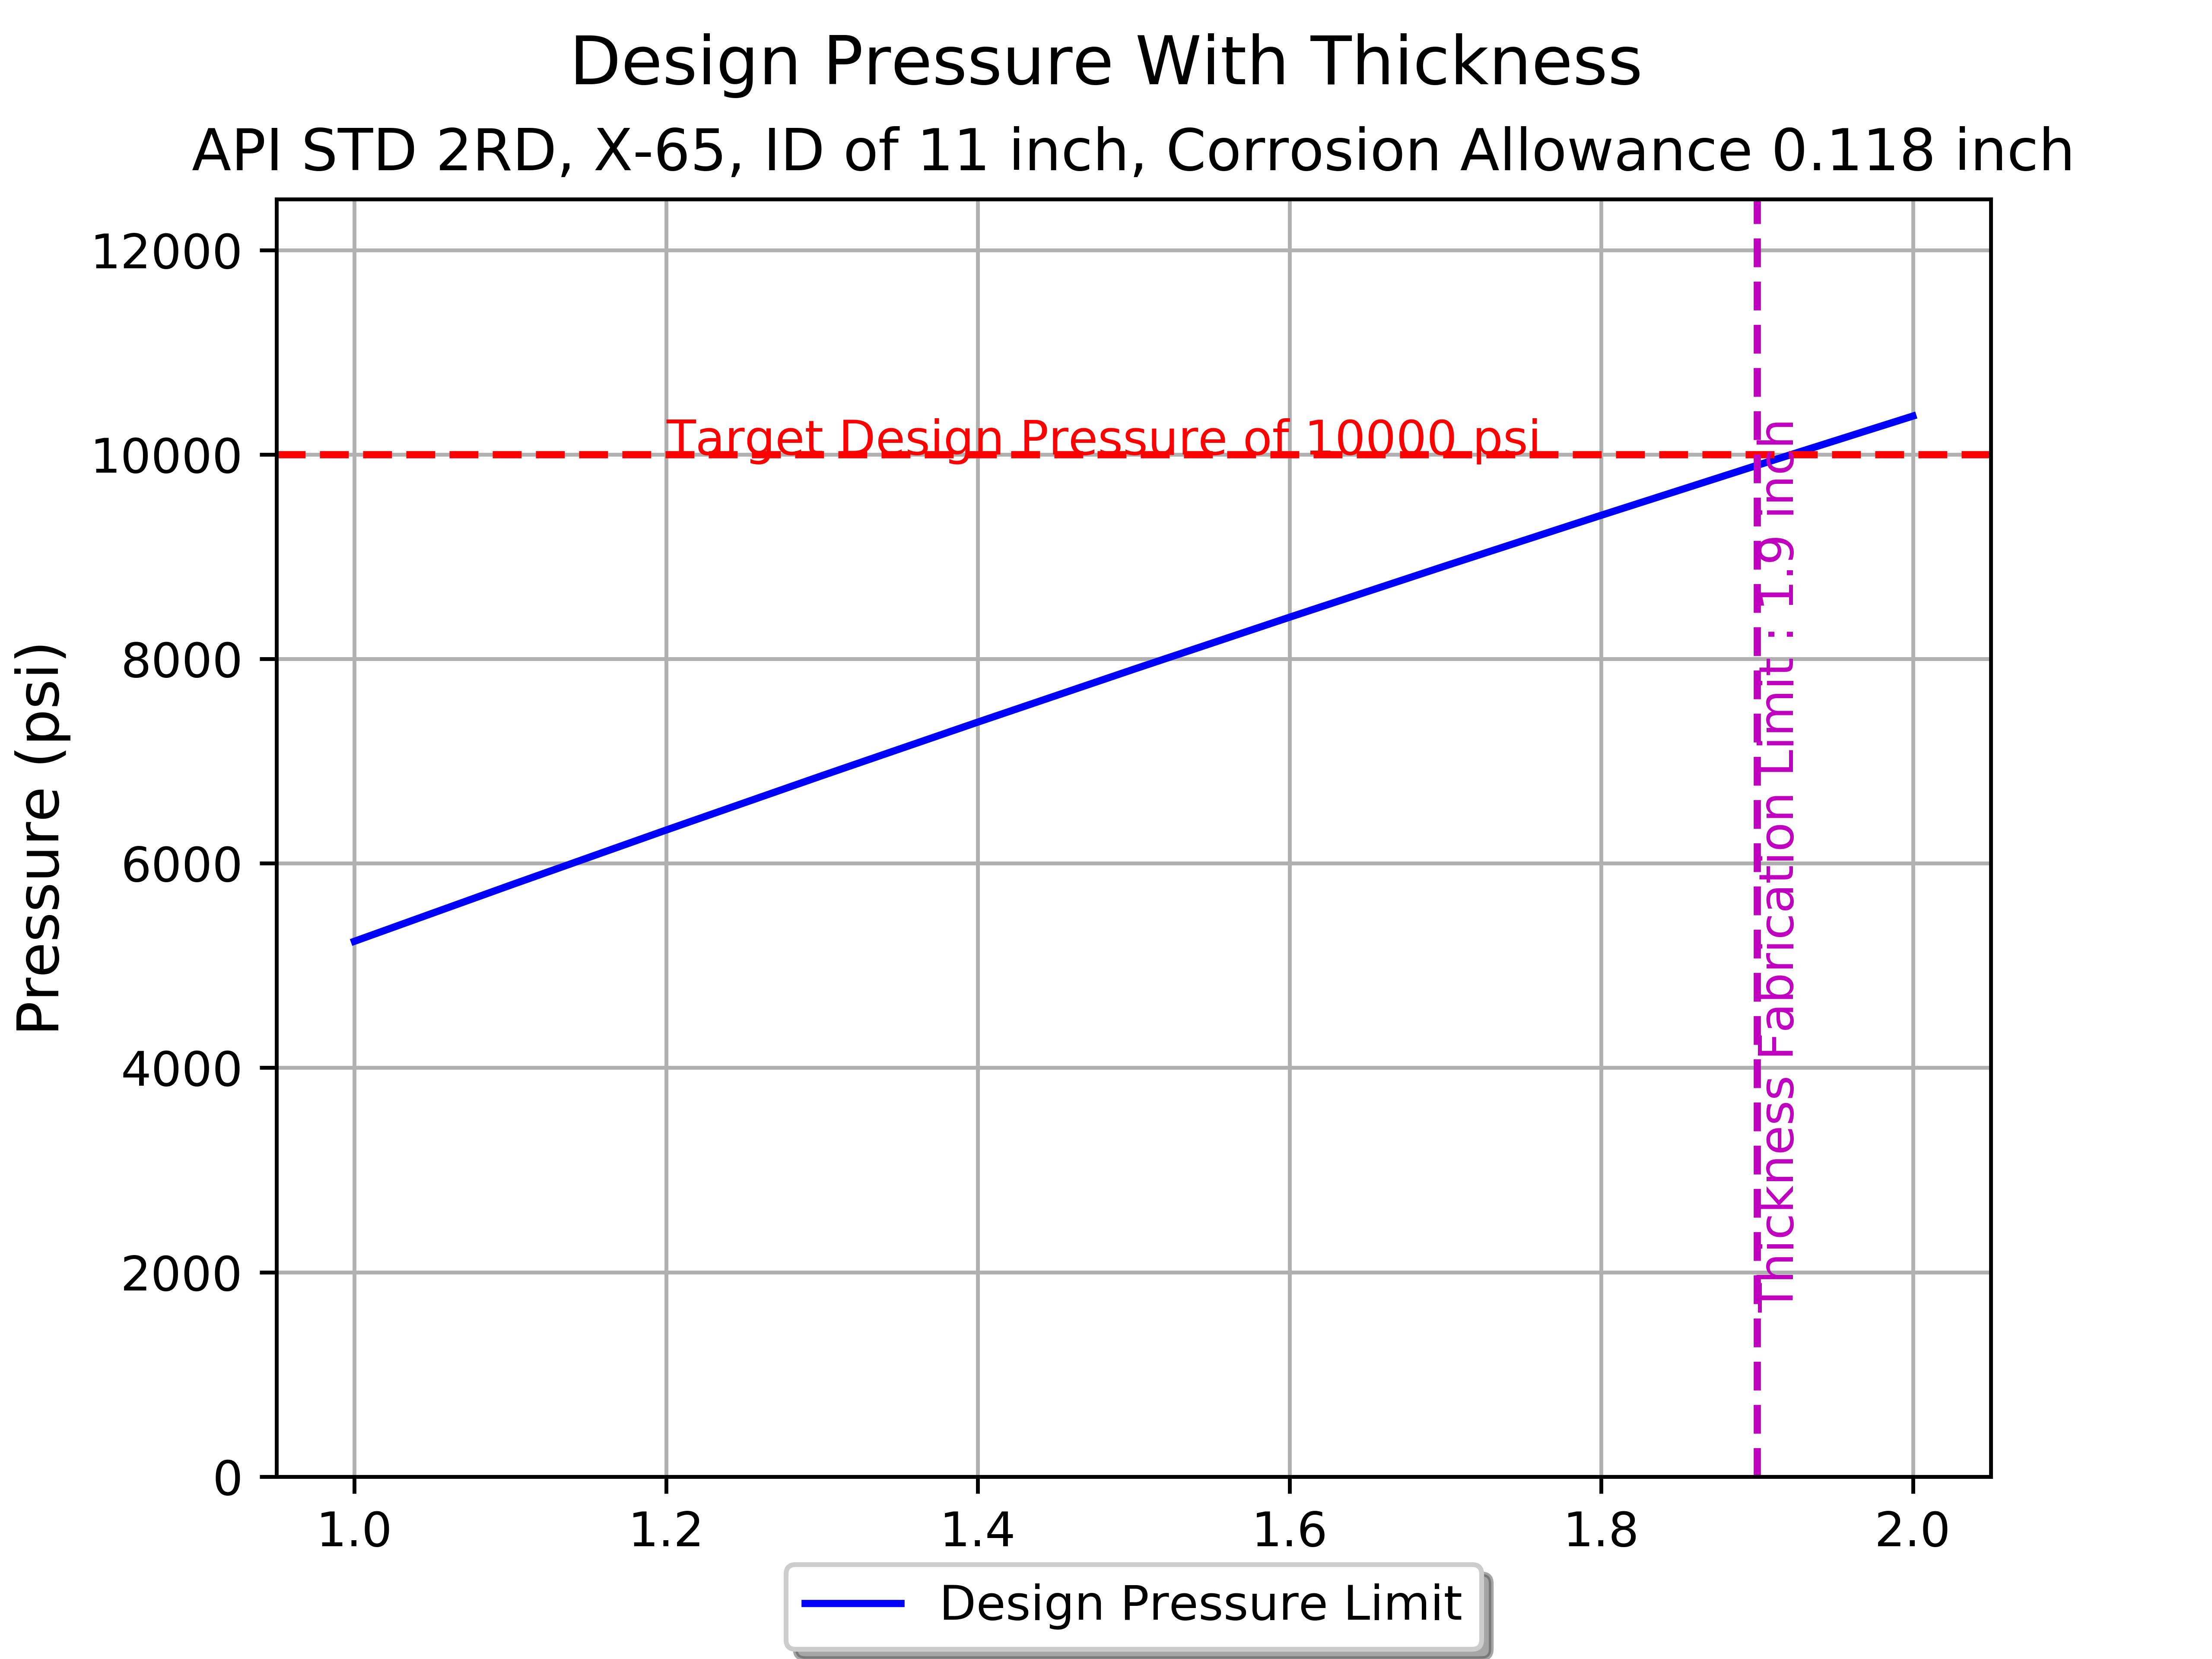 Design Pressure With Thickness
API STD 2RD, X-65, ID of 11 inch, Corrosion Allowance 0.118 inch
Pressure (psi)
12000
10000
8000
6000
4000
2000
0
Target Design Pressure of 10000 psi
Thickness Fabrication Limit : 1.9 inch
1.0 1.2 1.4 1.6 1.8 2.0
Design Pressure Limit